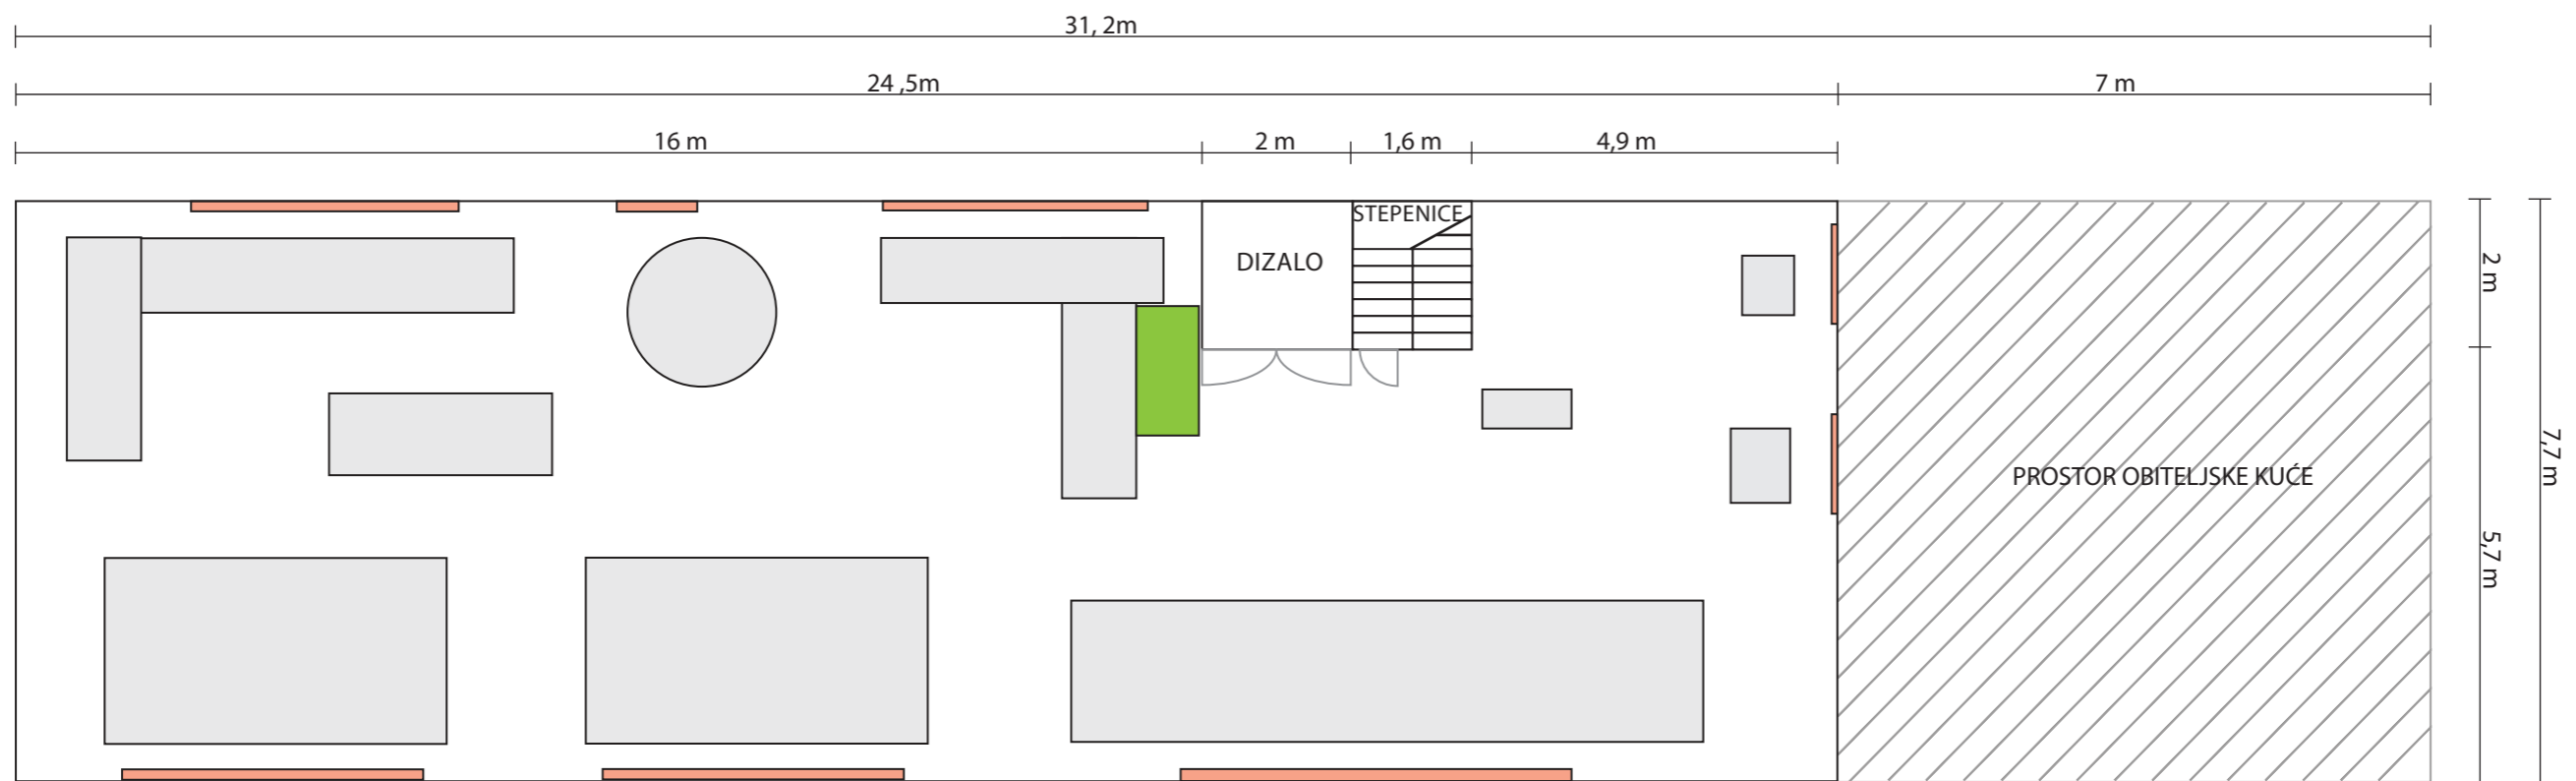 31, 2m
24 ,5m
7 m
16 m
2 m
1,6 m
4,9 m
STEPENICE
DIZALO
2 m
7,7 m
PROSTOR OBITELJSKE KUĆE
5,7 m